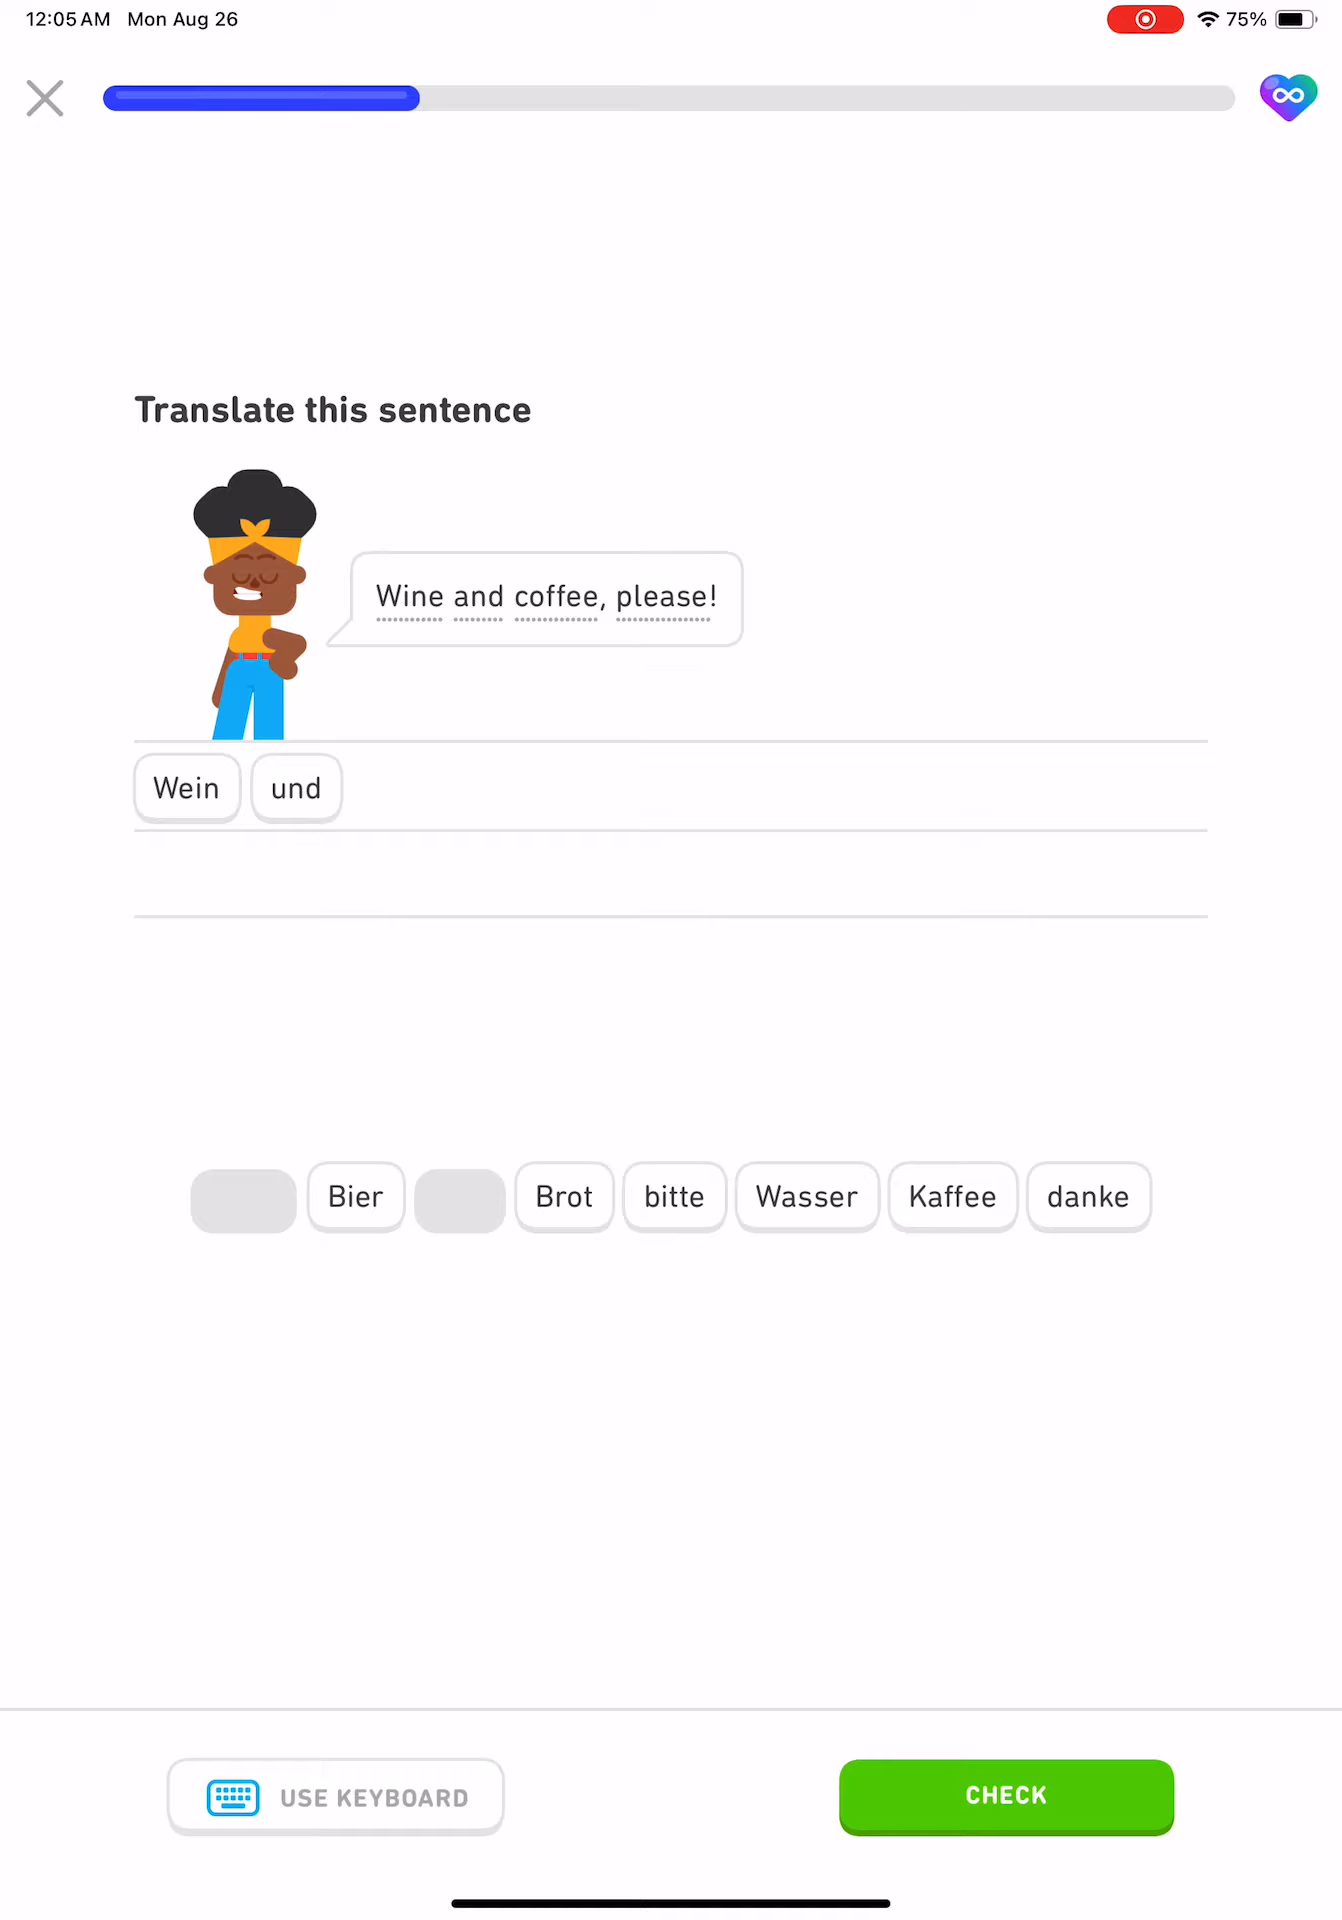 12:05 AM Mon Aug 26 75%
Translate this sentence
Wine and coffee, please!
Wein und
Bier Brot bitte Wasser Kaffee danke
USE KEYBOARD CHECK